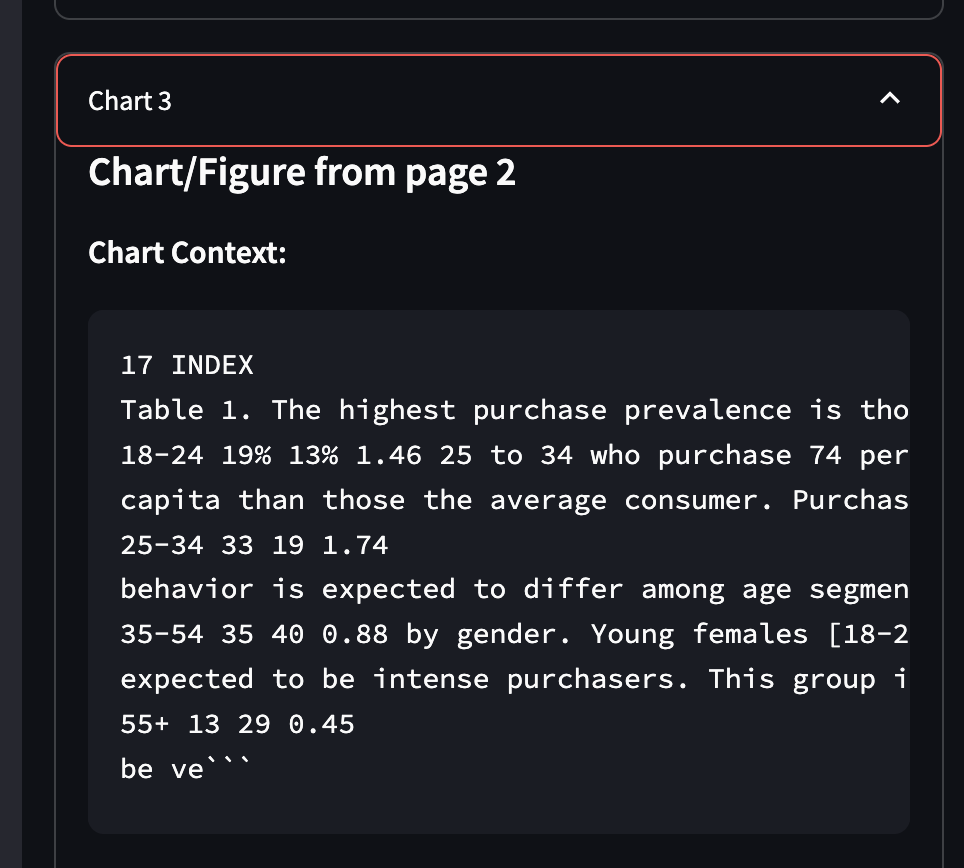 Chart 3
Chart/Figure from page 2
Chart Context:
17 INDEX
Table 1. The highest purchase prevalence is tho
18-24 19% 13% 1.46 25 to 34 who purchase 74 per
capita than those the average consumer. Purchas
25-34 33 19 1.74
behavior is expected to differ among age segmen
35-54 35 40 0.88 by gender. Young females [18-2
expected to be intense purchasers. This group i
55+ 13 29 0.45
be ve```